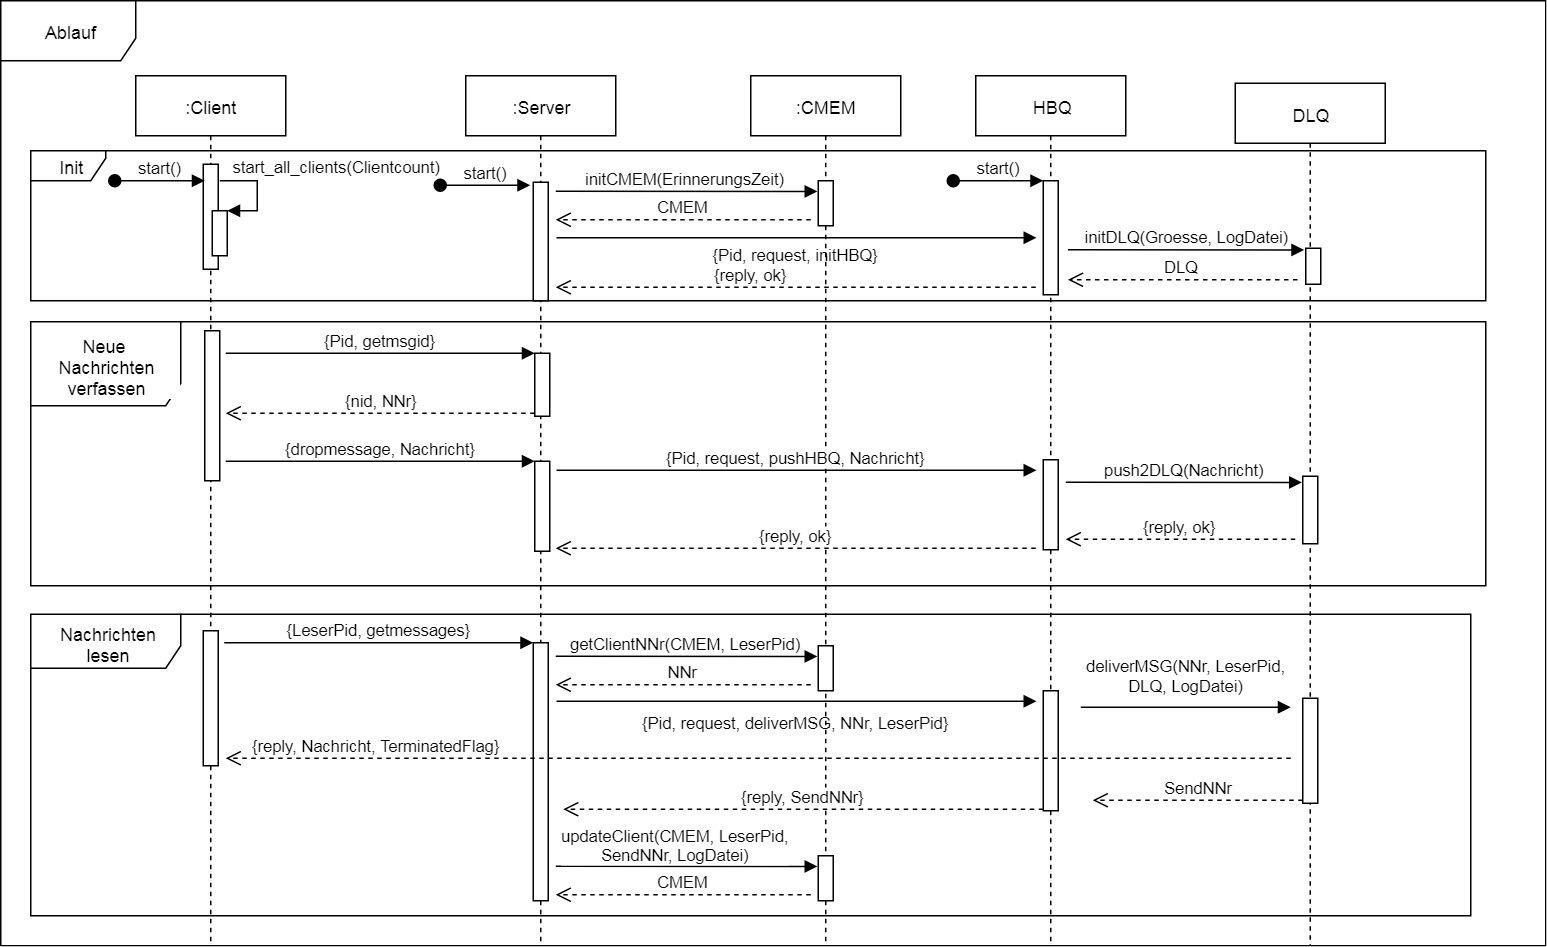 Ablauf
:Client
:Server
:CMEM
HBQ
DLQ
Init
start()
start_all_clients(Clientcount)
start()
initCMEM(ErinnerungsZeit)
start()
CMEM
{Pid, request, initHBQ}
initDLQ(Groesse, LogDatei)
DLQ
{reply, ok}
Neue
Nachrichten
verfassen
{Pid, getmsgid}
{nid, NNr}
{dropmessage, Nachricht}
{Pid, request, pushHBQ, Nachricht}
push2DLQ(Nachricht)
{reply, ok}
{reply, ok}
Nachrichten
lesen
{LeserPid, getmessages}
getClientNNr(CMEM, LeserPid)
NNr
deliverMSG(NNr, LeserPid,
DLQ, LogDatei)
{Pid, request, deliverMSG, NNr, LeserPid}
{reply, Nachricht, TerminatedFlag}
SendNNr
{reply, SendNNr}
updateClient(CMEM, LeserPid,
SendNNr, LogDatei)
CMEM